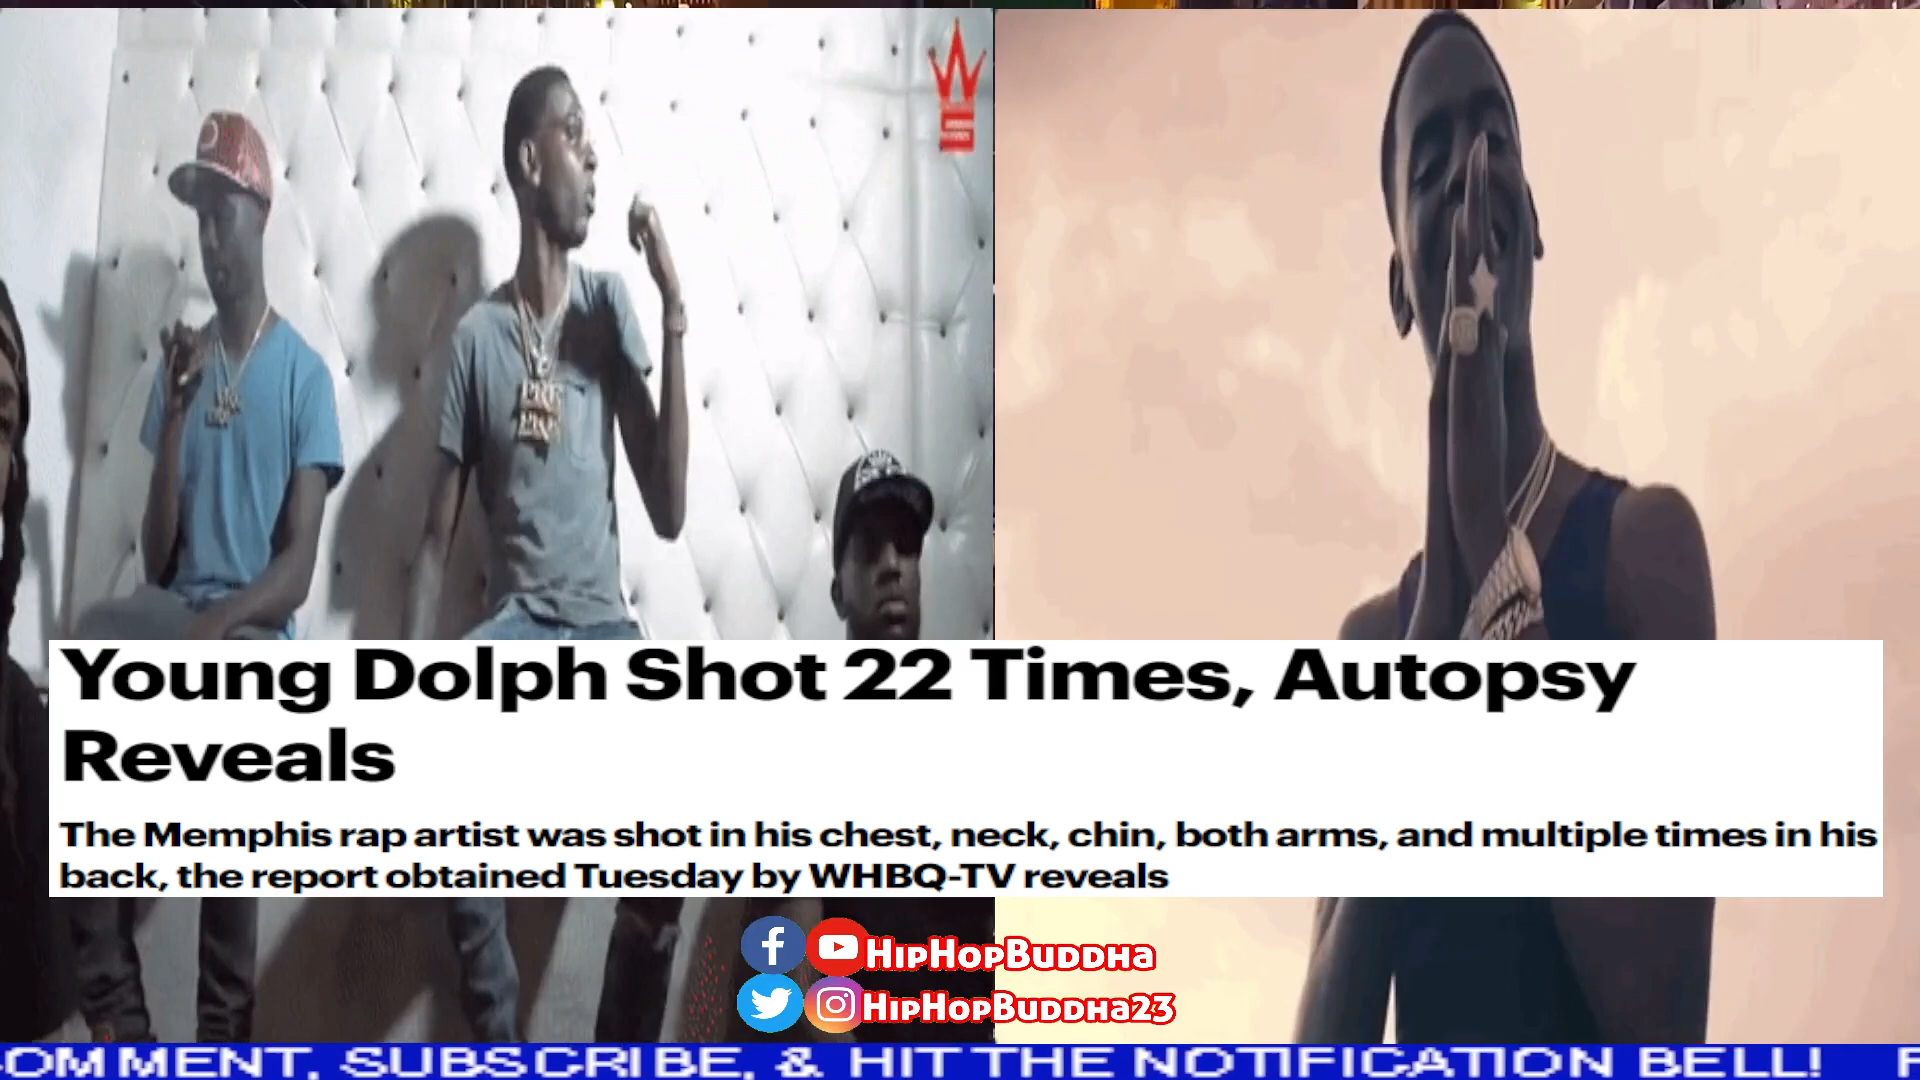 Young Dolph Shot 22 Times, Autopsy
Reveals
The Memphis rap artist was shot in his chest, neck, chin, both arms, and multiple times in his
back, the report obtained Tuesday by WHBQ-TV reveals
HipHopBuddha
HipHopBuddha23
OMMENT, SUBSCRIBE, & HIT THE NOTIFICATION BELL! F